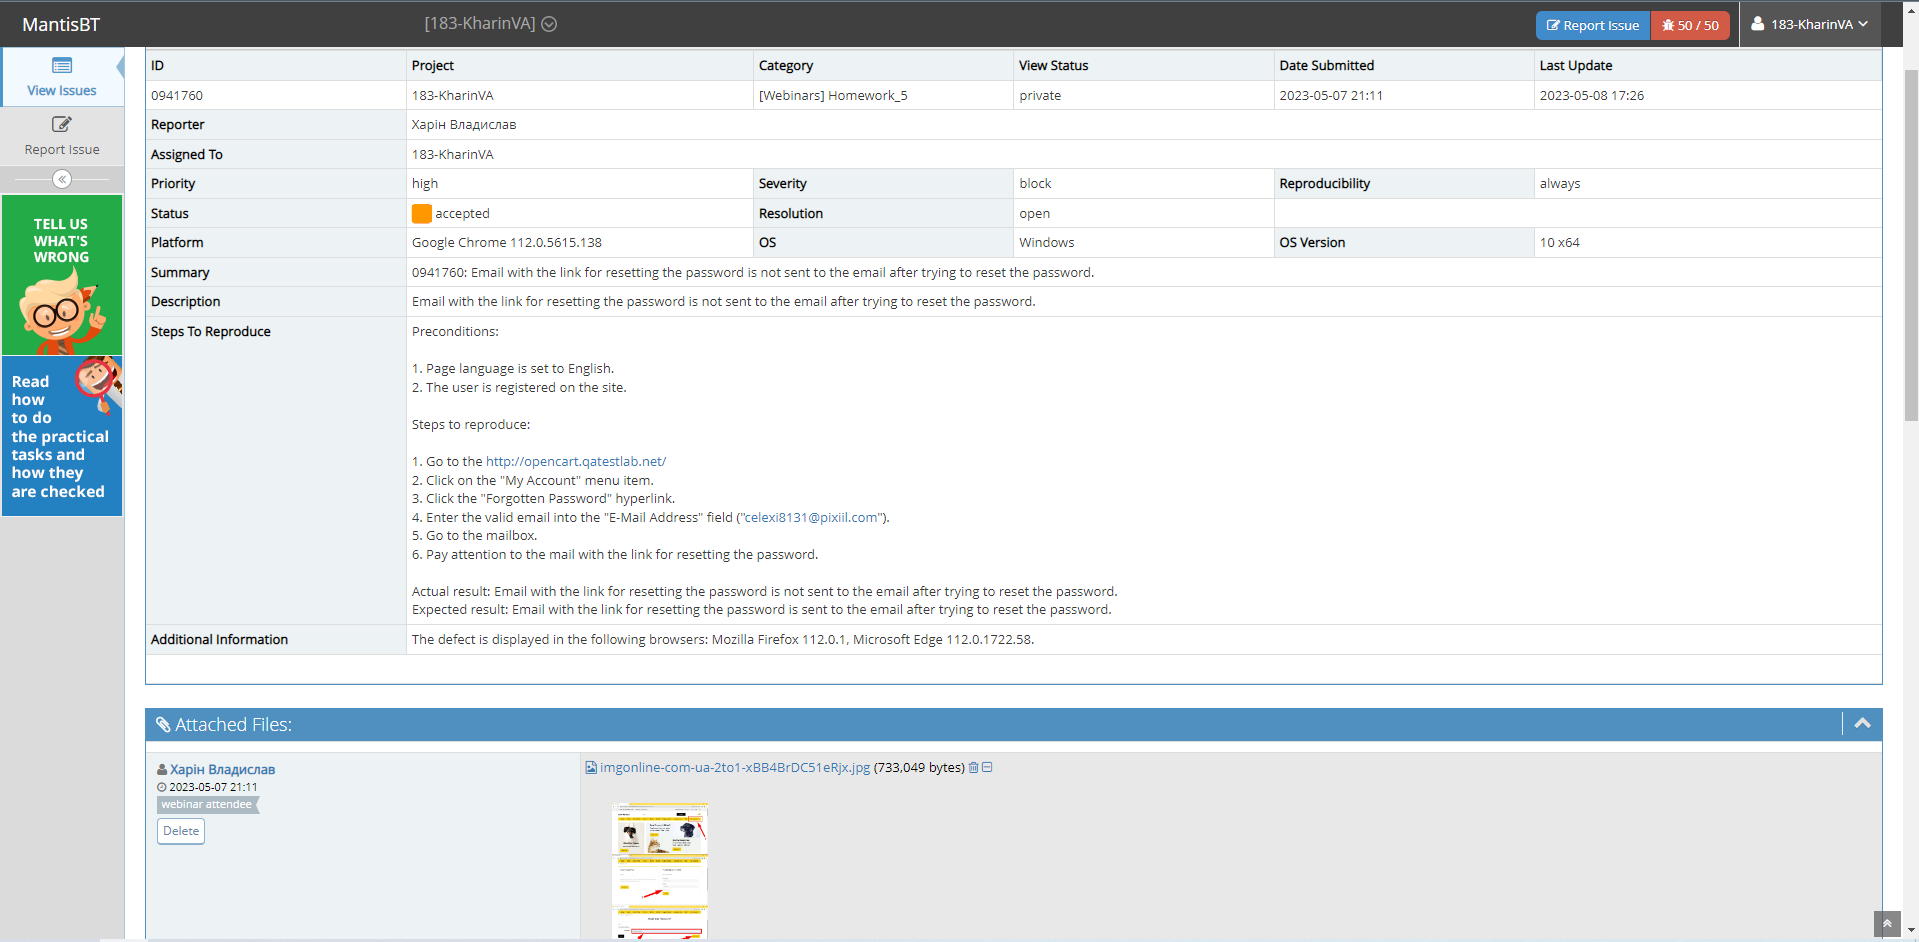 MantisBT
[183-KharinVA]
Report Issue
50 / 50
183-KharinVA
View Issues
Report Issue
TELL US
WHAT'S
WRONG
Read
how
to do
the practical
tasks and
how they
are checked
ID Project Category View Status Date Submitted Last Update
0941760 183-KharinVA [Webinars] Homework_5 private 2023-05-07 21:11 2023-05-08 17:26
Reporter Харін Владислав
Assigned To 183-KharinVA
Priority high Severity block Reproducibility always
Status accepted Resolution open
Platform Google Chrome 112.0.5615.138 OS Windows OS Version 10 x64
Summary 0941760: Email with the link for resetting the password is not sent to the email after trying to reset the password.
Description Email with the link for resetting the password is not sent to the email after trying to reset the password.
Steps To Reproduce Preconditions:
1. Page language is set to English.
2. The user is registered on the site.
Steps to reproduce:
1. Go to the http://opencart.qatestlab.net/
2. Click on the "My Account" menu item.
3. Click the "Forgotten Password" hyperlink.
4. Enter the valid email into the "E-Mail Address" field ("celexi8131@pixiil.com").
5. Go to the mailbox.
6. Pay attention to the mail with the link for resetting the password.
Actual result: Email with the link for resetting the password is not sent to the email after trying to reset the password.
Expected result: Email with the link for resetting the password is sent to the email after trying to reset the password.
Additional Information The defect is displayed in the following browsers: Mozilla Firefox 112.0.1, Microsoft Edge 112.0.1722.58.
Attached Files:
Харін Владислав
2023-05-07 21:11
webinar attendee
Delete
imgonline-com-ua-2to1-xBB4BrDC51eRjx.jpg (733,049 bytes)